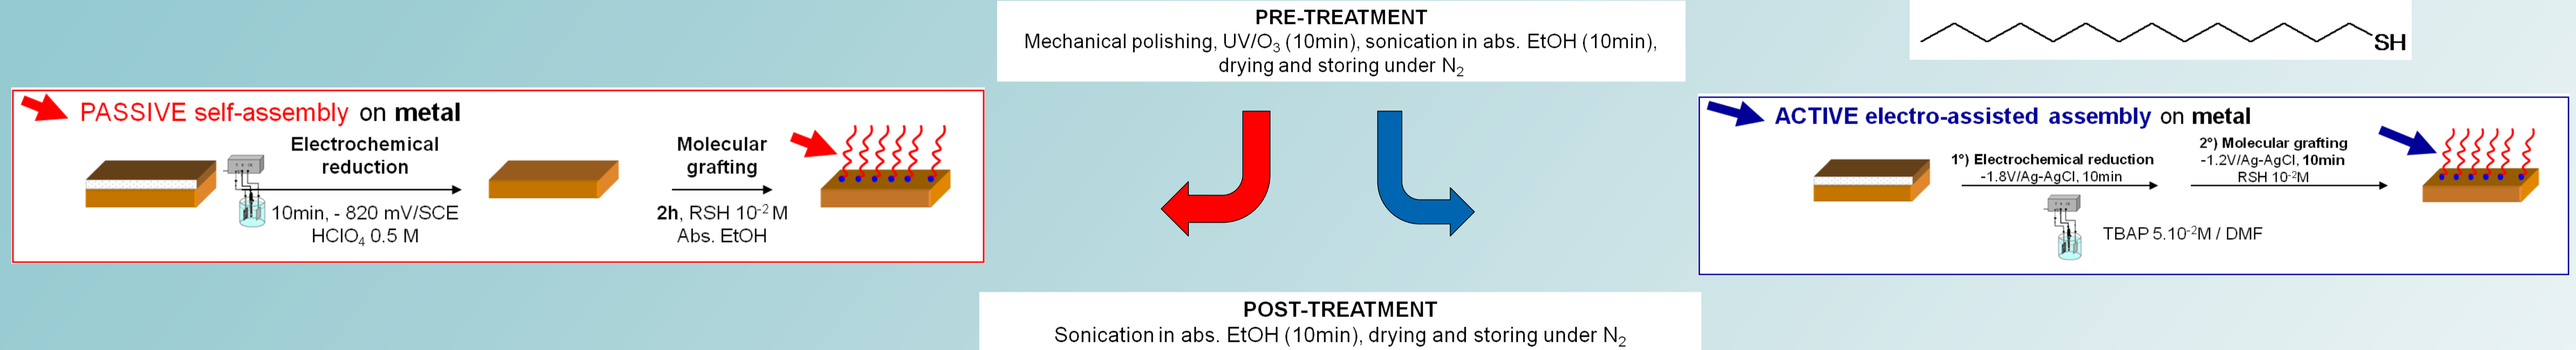 PRE-TREATMENT
Mechanical polishing, UV/O₃ (10min), sonication in abs. EtOH (10min),
drying and storing under N₂
SH
PASSIVE self-assembly on metal
Electrochemical
reduction
10min, - 820 mV/SCE
HClO₄ 0.5 M
Molecular
grafting
2h, RSH 10⁻² M
Abs. EtOH
ACTIVE electro-assisted assembly on metal
1°) Electrochemical reduction
-1.8V/Ag-AgCl, 10min
2°) Molecular grafting
-1.2V/Ag-AgCl, 10min
RSH 10⁻²M
TBAP 5.10⁻²M / DMF
POST-TREATMENT
Sonication in abs. EtOH (10min), drying and storing under N₂